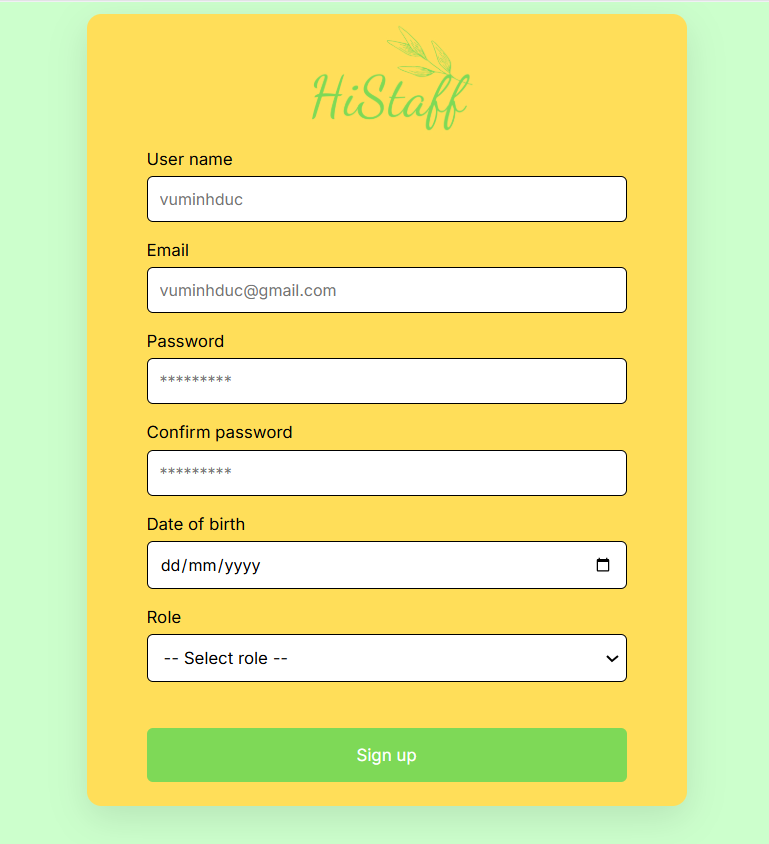 HiStaff
User name
vuminhduc
Email
vuminhduc@gmail.com
Password
*********
Confirm password
*********
Date of birth
dd/mm/yyyy
Role
-- Select role --
Sign up